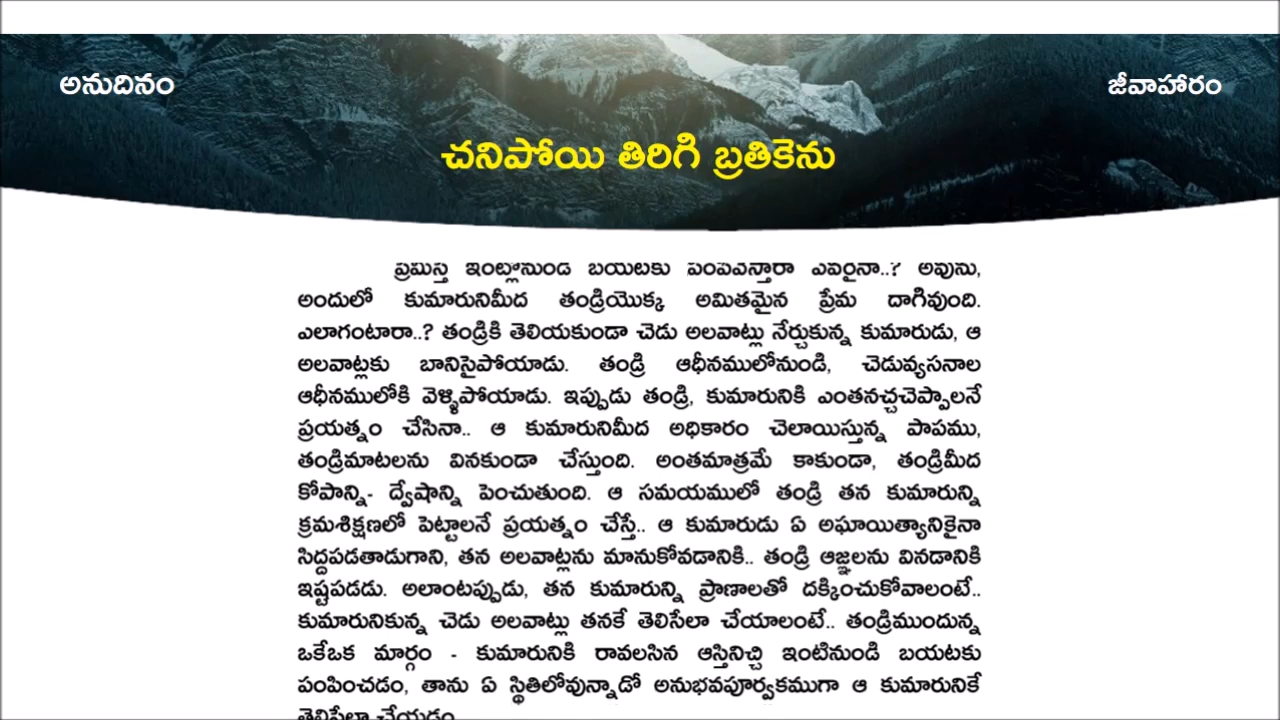 అనుదినం
జీవాహారం
చనిపోయి తిరిగి బ్రతికెను
ప్రేమిస్తే ఇంట్లోనుండి బయటకు పంపివేస్తారా ఎవరైనా..? అవును,
అందులో కుమారునిమీద తండ్రియొక్క అమితమైన ప్రేమ దాగివుంది.
ఎలాగంటారా..? తండ్రికి తెలియకుండా చెడు అలవాట్లు నేర్చుకున్న కుమారుడు, ఆ
అలవాట్లకు బానిసైపోయాడు. తండ్రి ఆధీనములోనుండి, చెడువ్యసనాల
ఆధీనములోకి వెళ్ళిపోయాడు. ఇప్పుడు తండ్రి, కుమారునికి ఎంతనచ్చచెప్పాలనే
ప్రయత్నం చేసినా.. ఆ కుమారునిమీద అధికారం చెలాయిస్తున్న పాపము,
తండ్రిమాటలను వినకుండా చేస్తుంది. అంతమాత్రమే కాకుండా, తండ్రిమీద
కోపాన్ని- ద్వేషాన్ని పెంచుతుంది. ఆ సమయములో తండ్రి తన కుమారున్ని
క్రమశిక్షణలో పెట్టాలనే ప్రయత్నం చేస్తే.. ఆ కుమారుడు ఏ అఘాయిత్యానికైనా
సిద్దపడతాడుగాని, తన అలవాట్లను మానుకోవడానికి.. తండ్రి ఆజ్ఞలను వినడానికి
ఇష్టపడడు. అలాంటప్పుడు, తన కుమారున్ని ప్రాణాలతో దక్కించుకోవాలంటే..
కుమారునికున్న చెడు అలవాట్లు తనకే తెలిసేలా చేయాలంటే.. తండ్రిముందున్న
ఒకేఒక మార్గం - కుమారునికి రావలసిన ఆస్తినిచ్చి ఇంటినుండి బయటకు
పంపించడం, తాను ఏ స్థితిలోవున్నాడో అనుభవపూర్వకముగా ఆ కుమారునికే
తెలిసేలా చేయడం.